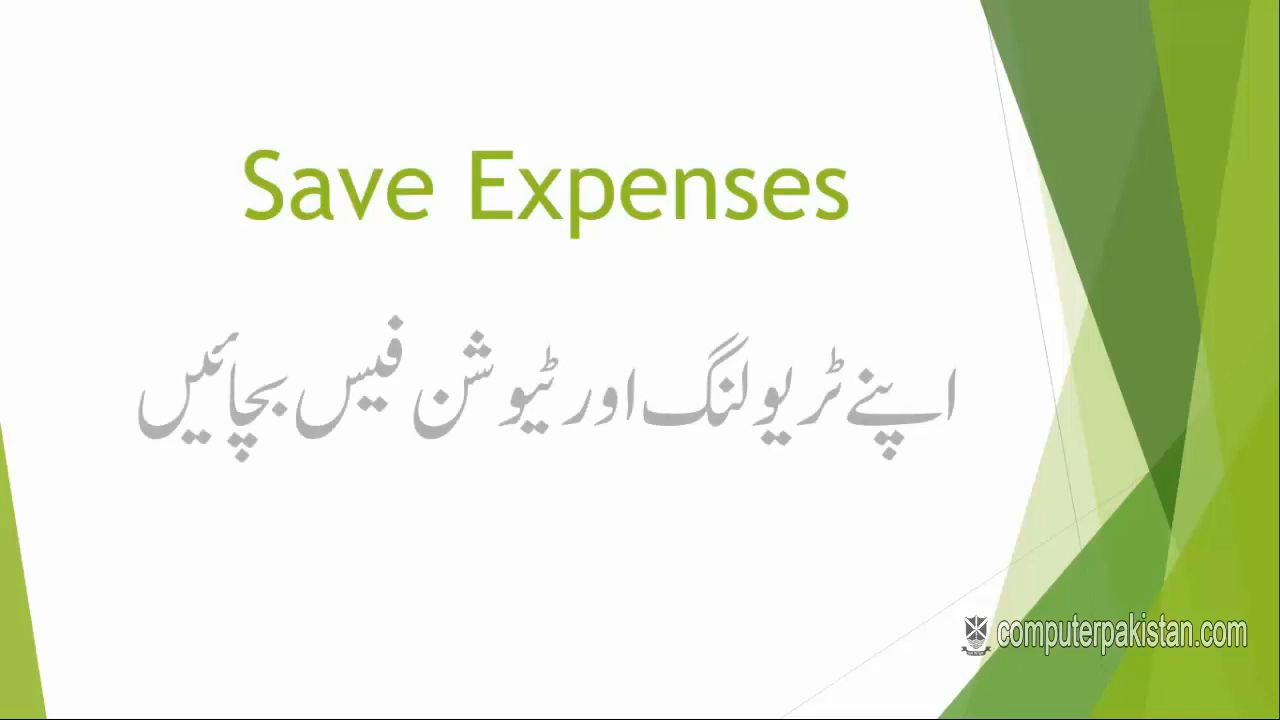 Save Expenses
اپنے ٹریولنگ اور ٹیوشن فیس بچائیں
computerpakistan.com